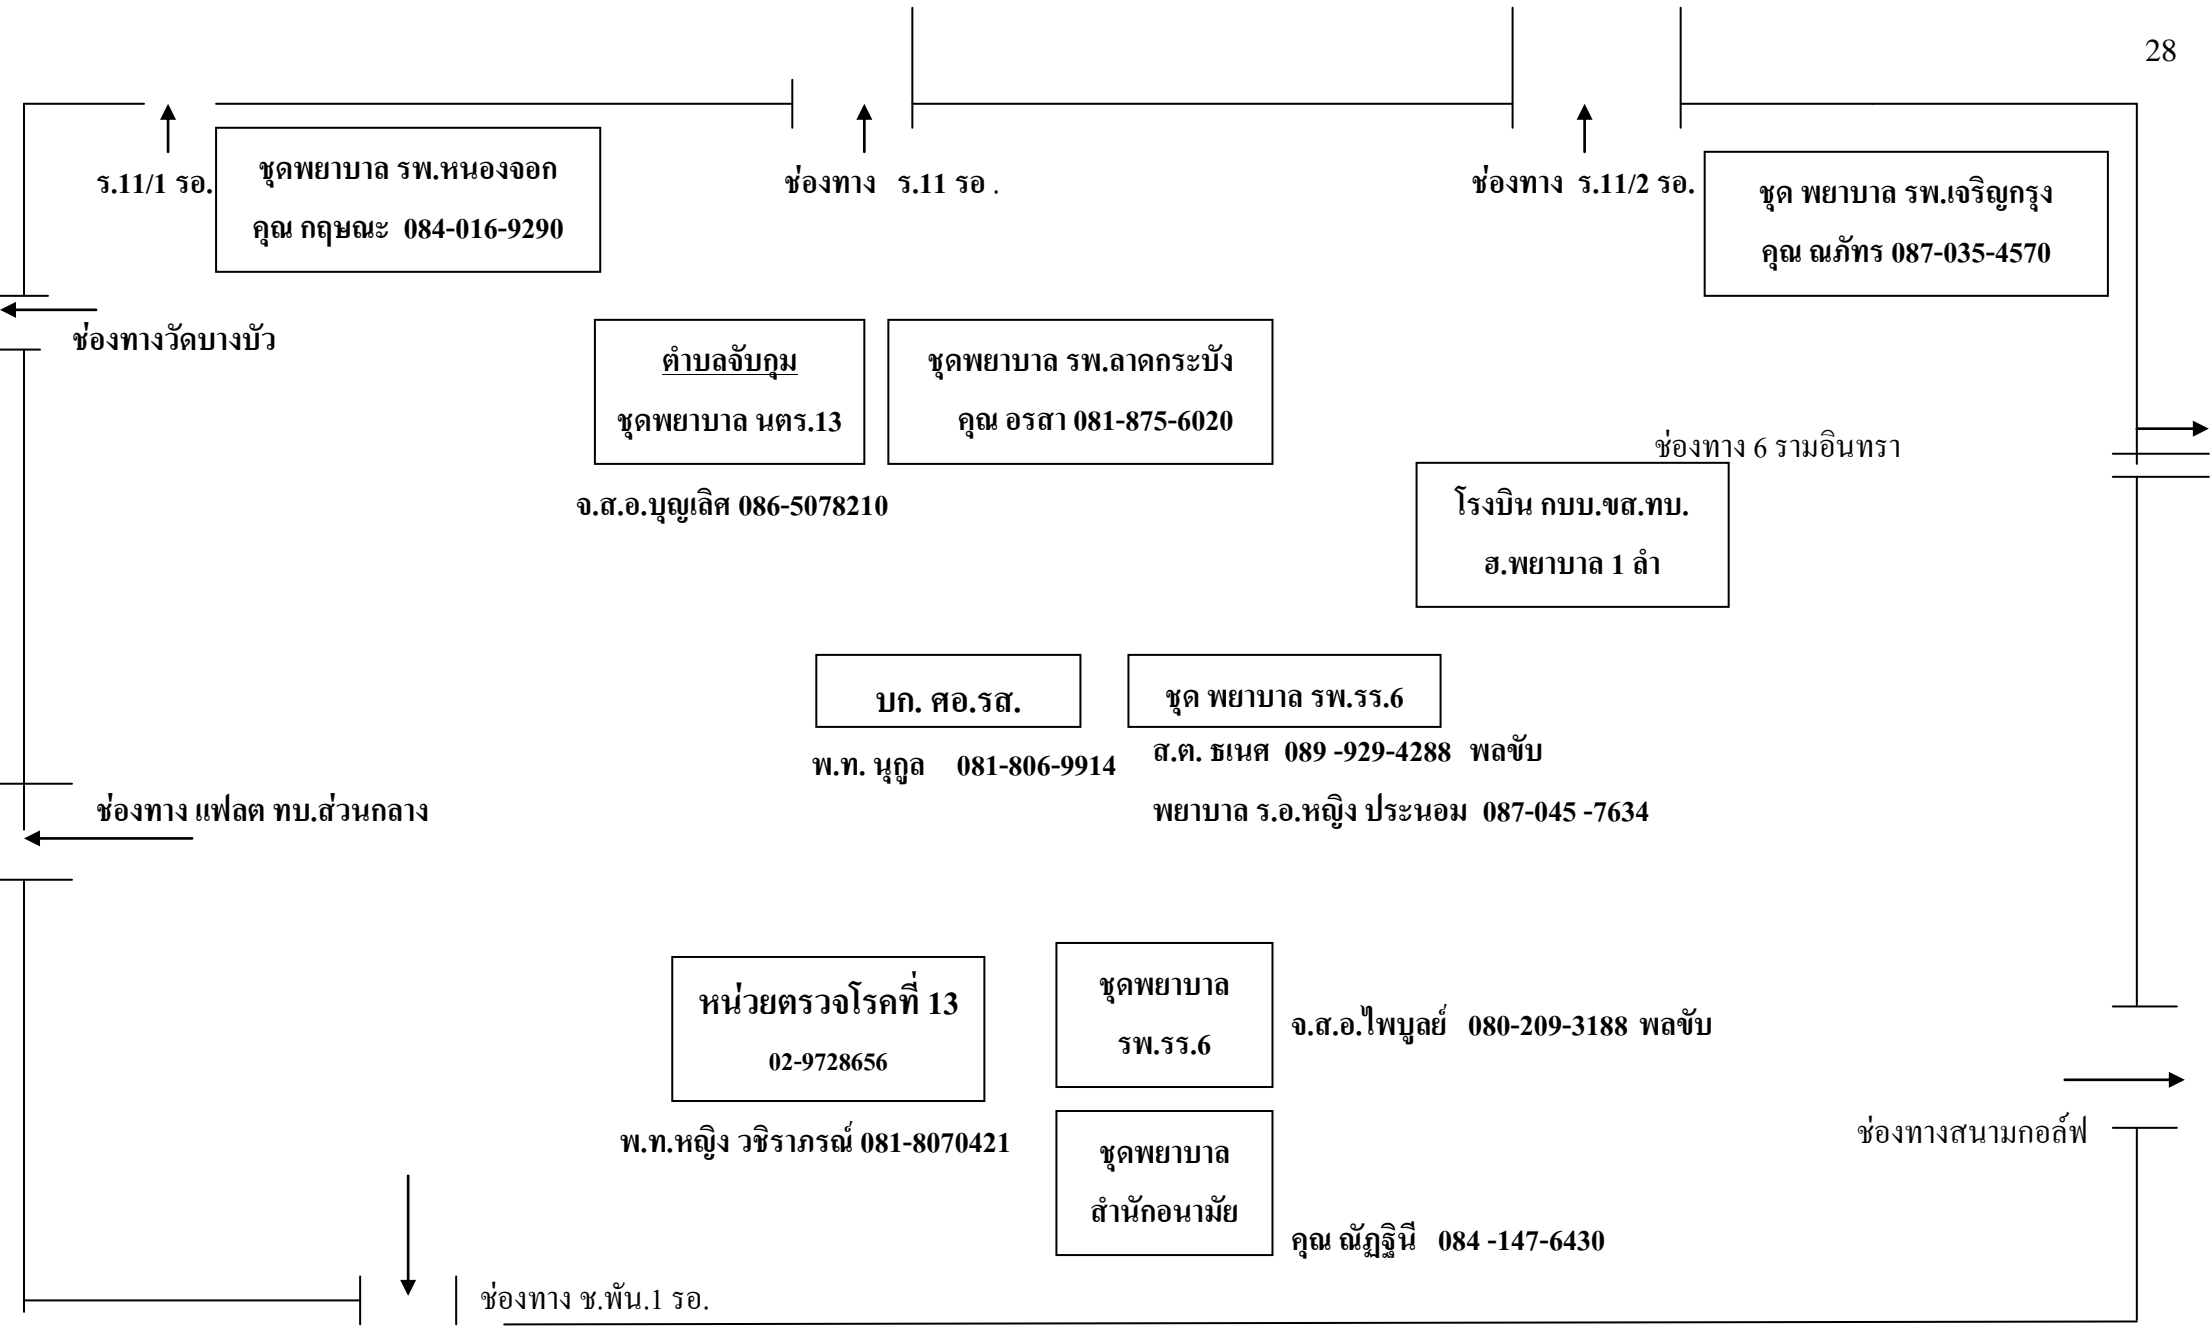 28
ร.11/1 รอ.
ชุดพยาบาล รพ.หนองจอก
คุณ กฤษณะ 084-016-9290
ช่องทาง ร.11 รอ .
ช่องทาง ร.11/2 รอ.
ชุด พยาบาล รพ.เจริญกรุง
คุณ ณภัทร 087-035-4570
ช่องทางวัดบางบัว
ตำบลจับกุม
ชุดพยาบาล นตร.13
จ.ส.อ.บุญเลิศ 086-5078210
ชุดพยาบาล รพ.ลาดกระบัง
คุณ อรสา 081-875-6020
ช่องทาง 6 รามอินทรา
โรงบิน กบบ.ขส.ทบ.
ฮ.พยาบาล 1 ลำ
บก. ศอ.รส.
พ.ท. นุกูล 081-806-9914
ชุด พยาบาล รพ.รร.6
ส.ต. ธเนศ 089 -929-4288 พลขับ
พยาบาล ร.อ.หญิง ประนอม 087-045 -7634
ช่องทาง แฟลต ทบ.ส่วนกลาง
หน่วยตรวจโรคที่ 13
02-9728656
พ.ท.หญิง วชิราภรณ์ 081-8070421
ชุดพยาบาล
รพ.รร.6
จ.ส.อ.ไพบูลย์ 080-209-3188 พลขับ
ชุดพยาบาล
สำนักอนามัย
คุณ ณัฏฐินี 084 -147-6430
ช่องทางสนามกอล์ฟ
ช่องทาง ช.พัน.1 รอ.